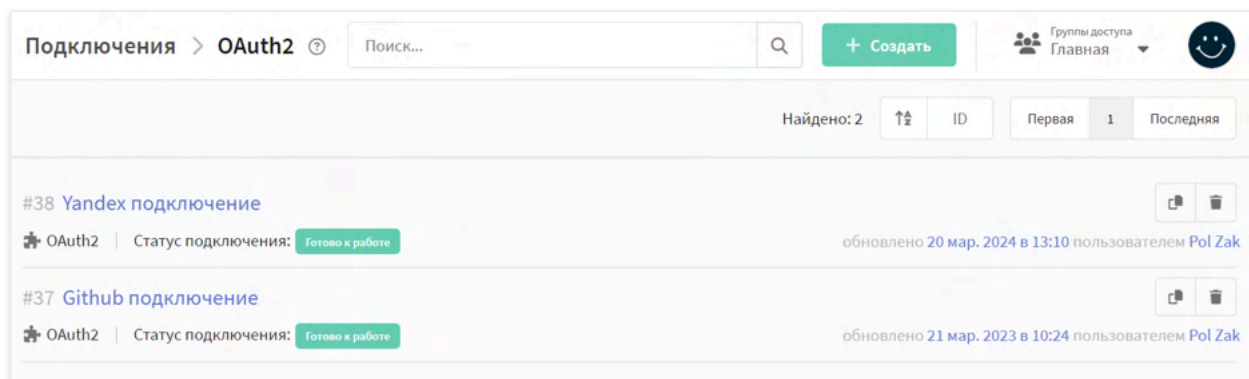 Подключения > OAuth2 ? Поиск... + Создать Группы доступа Главная
Найдено: 2 ID Первая 1 Последняя
#38 Yandex подключение
OAuth2 | Статус подключения: Готово к работе обновлено 20 мар. 2024 в 13:10 пользователем Pol Zak
#37 Github подключение
OAuth2 | Статус подключения: Готово к работе обновлено 21 мар. 2023 в 10:24 пользователем Pol Zak